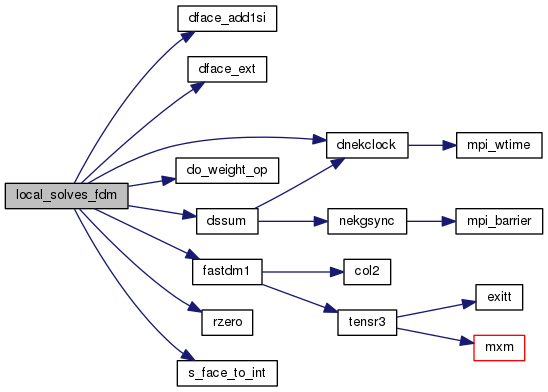 dface_add1si
dface_ext
dnekclock
mpi_wtime
do_weight_op
local_solves_fdm
dssum
nekgsync
mpi_barrier
fastdm1
col2
exitt
rzero
tensr3
mxm
s_face_to_int